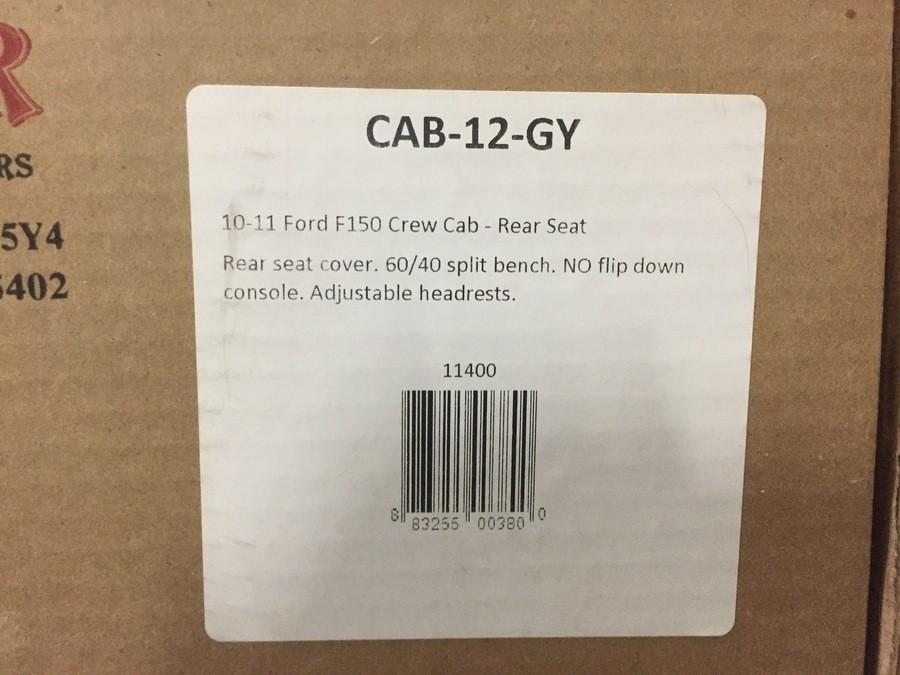 R
RS
5Y4
6402
CAB-12-GY
10-11 Ford F150 Crew Cab - Rear Seat
Rear seat cover. 60/40 split bench. NO flip down
console. Adjustable headrests.
11400
8 83255 00380 0